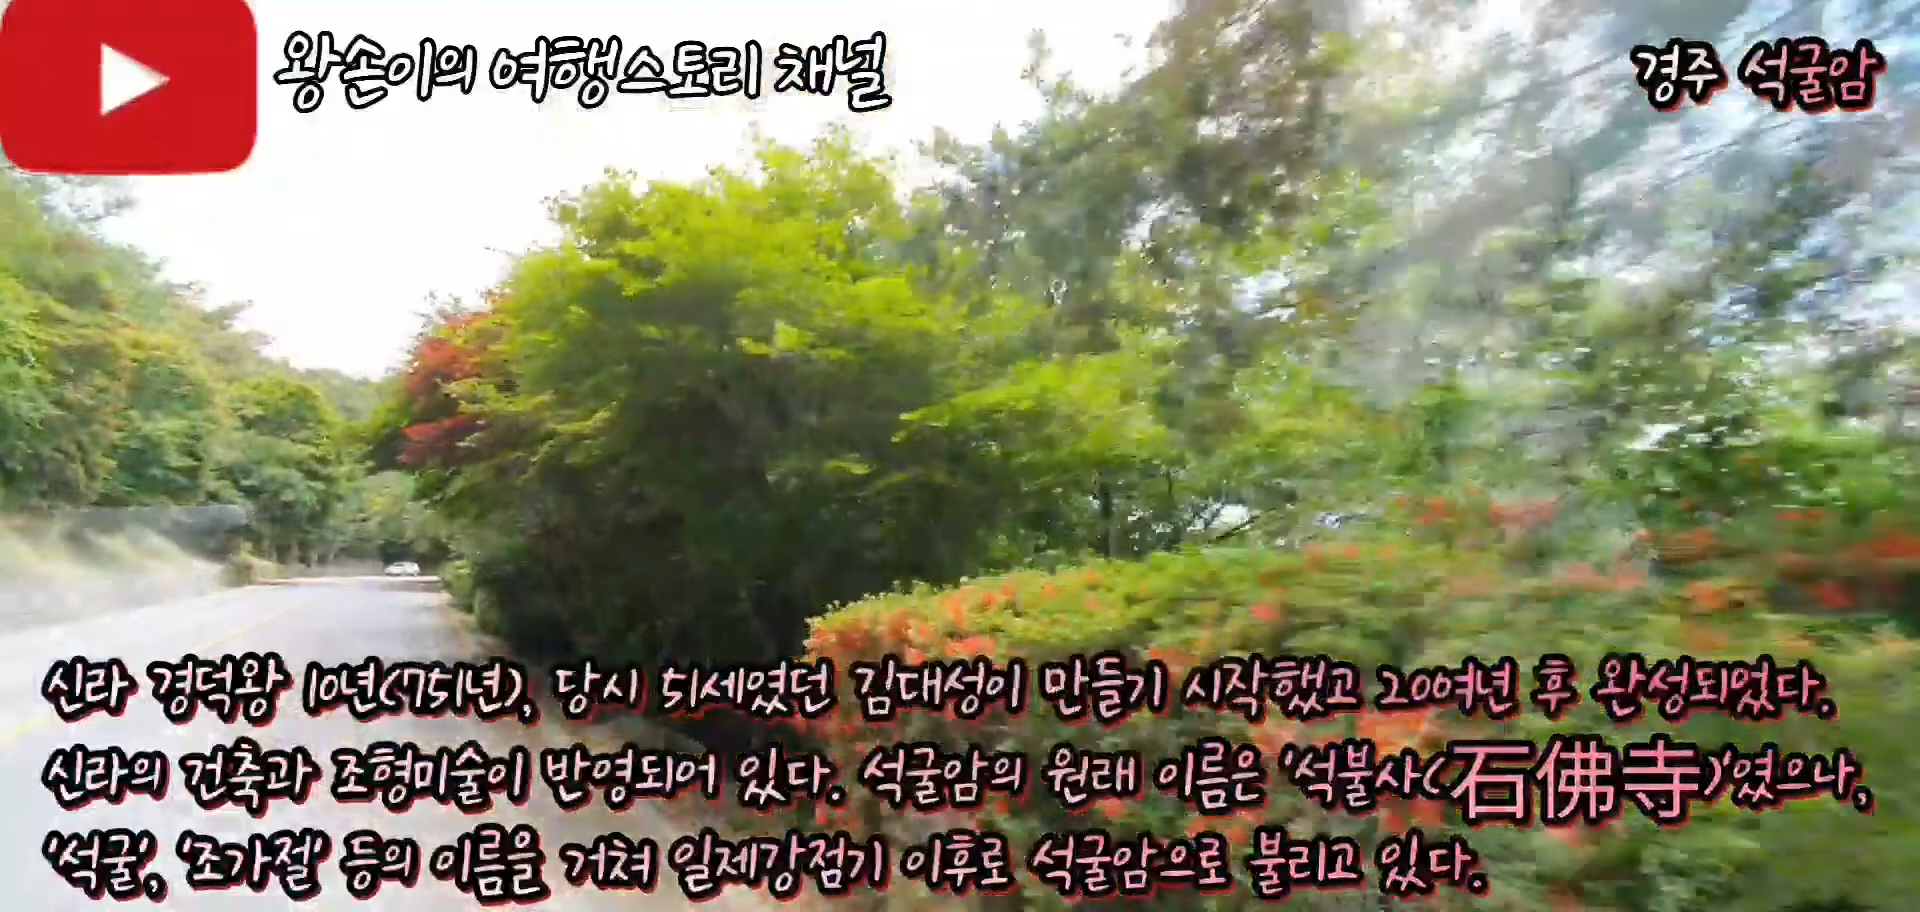 왕손이의 여행스토리 채널
경주 석굴암
신라 경덕왕 10년(751년), 당시 51세였던 김대성이 만들기 시작했고 200여년 후 완성되었다.
신라의 건축과 조형미술이 반영되어 있다. 석굴암의 원래 이름은 '석불사(石佛寺)'였으나,
'석굴', '조가절' 등의 이름을 거쳐 일제강점기 이후로 석굴암으로 불리고 있다.